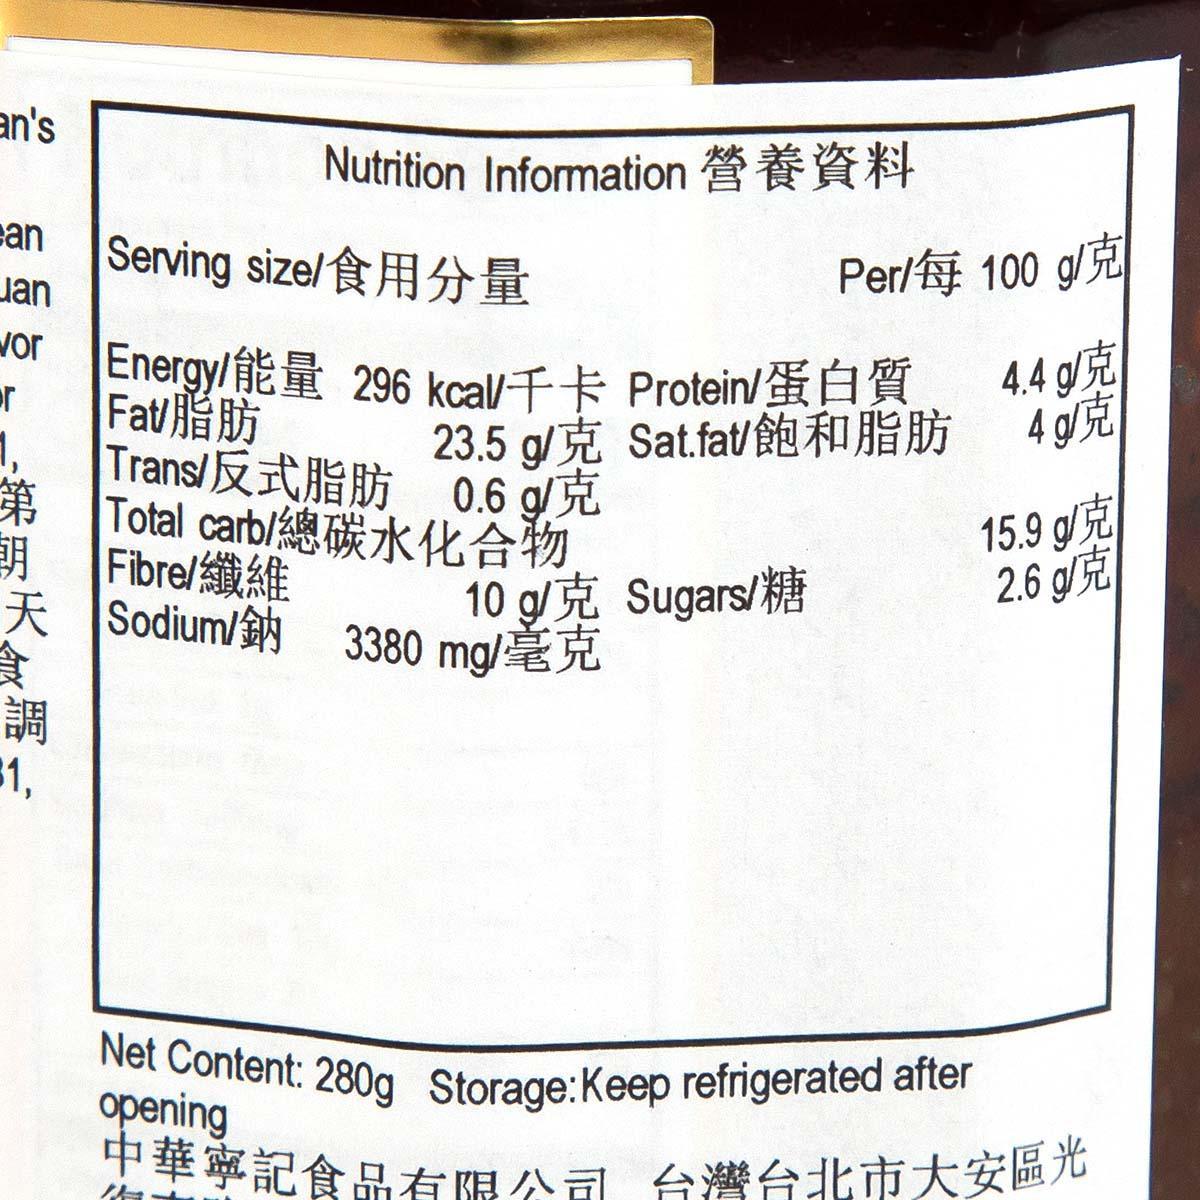 an's
ean
uan
vor
or
1,
第
朝
天
食
調
31,
Nutrition Information 營養資料
Serving size/食用分量 Per/每 100 g/克
Energy/能量 296 kcal/千卡 Protein/蛋白質 4.4 g/克
Fat/脂肪 23.5 g/克 Sat.fat/飽和脂肪 4 g/克
Trans/反式脂肪 0.6 g/克
Total carb/總碳水化合物 15.9 g/克
Fibre/纖維 10 g/克 Sugars/糖 2.6 g/克
Sodium/鈉 3380 mg/毫克
Net Content: 280g Storage:Keep refrigerated after
opening
中華寧記食品有限公司 台灣台北市大安區光